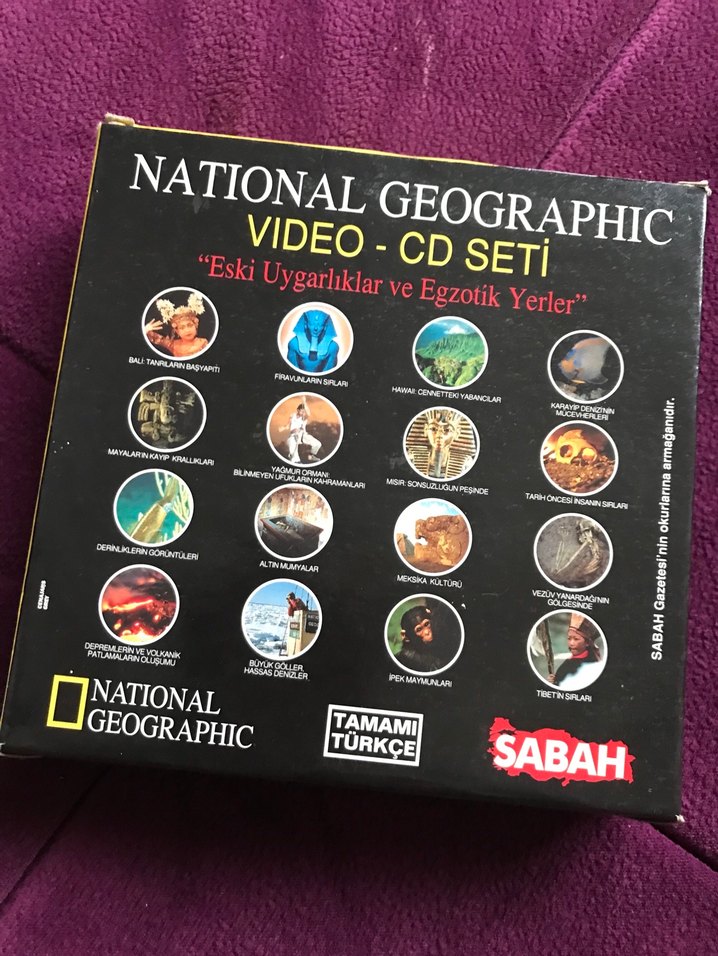 NATIONAL GEOGRAPHIC
VIDEO - CD SETİ
“Eski Uygarlıklar ve Egzotik Yerler”
BALİ: TANRILARIN BAŞYAPITI
FİRAVUNLARIN SIRLARI
HAWAII: CENNETTEKİ YABANCILAR
KARAYİP DENİZİ'NİN
MÜCEVHERLERİ
MAYALAR'IN KAYIP KRALLIKLARI
YAĞMUR ORMANI:
BİLİNMEYEN UFUKLARIN KAHRAMANLARI
MISIR: SONSUZLUĞUN PEŞİNDE
TARİH ÖNCESİ İNSANIN SIRLARI
DERİNLİKLERİN GÖRÜNTÜLERİ
ALTIN MUMYALAR
MEKSİKA KÜLTÜRÜ
VEZÜV YANARDAĞI'NIN
GÖLGESİNDE
DEPREMLERİN VE VOLKANİK
PATLAMALARIN OLUŞUMU
BÜYÜK GÖLLER,
HASSAS DENİZLER
İPEK MAYMUNLARI
TİBET'İN SIRLARI
SABAH Gazetesi'nin okurlarına armağanıdır.
NATIONAL
GEOGRAPHIC
TAMAMI
TÜRKÇE
SABAH